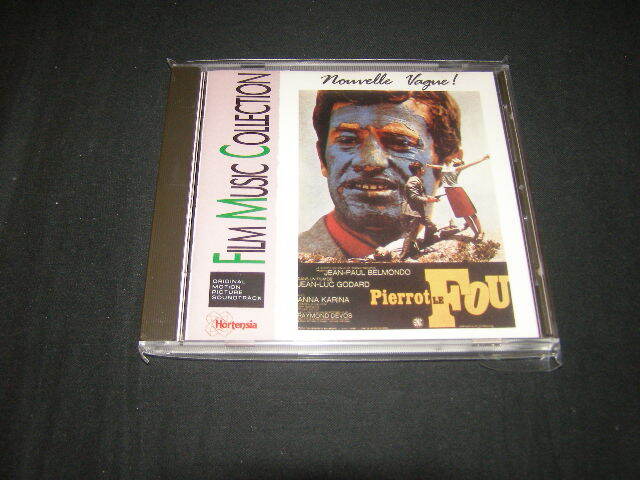 Nouvelle Vague!
FILM MUSIC COLLECTION
ORIGINAL
MOTION
PICTURE
SOUNDTRACK
Hortensia
JEAN-PAUL BELMONDO
JEAN-LUC GODARD
ANNA KARINA
Pierrot LE FOU
RAYMOND DEVOS